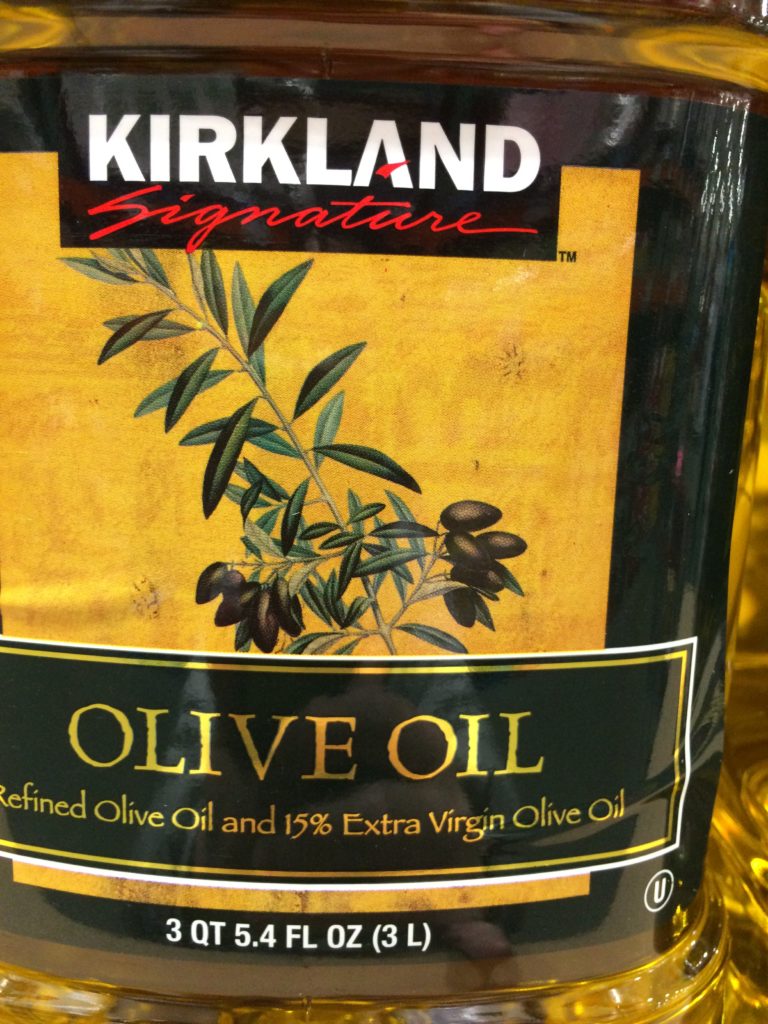 KIRKLAND
Signature
TM
OLIVE OIL
Refined Olive Oil and 15% Extra Virgin Olive Oil
U
3 QT 5.4 FL OZ (3 L)